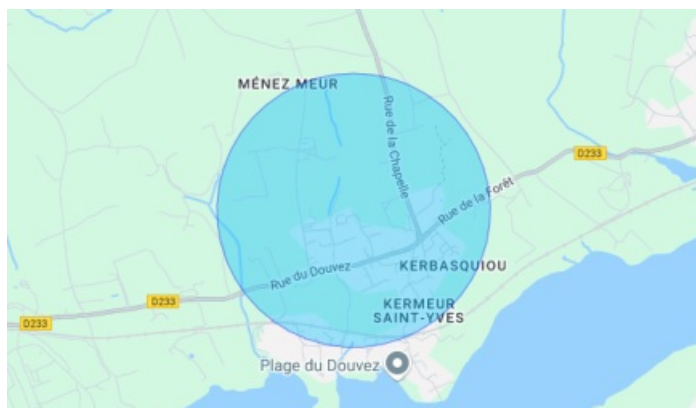 MÉNEZ MEUR
Rue de la Chapelle
D233
Rue de la Forêt
KERBASQUIOU
Rue du Douvez
D233
KERMEUR
SAINT-YVES
D233
Plage du Douvez